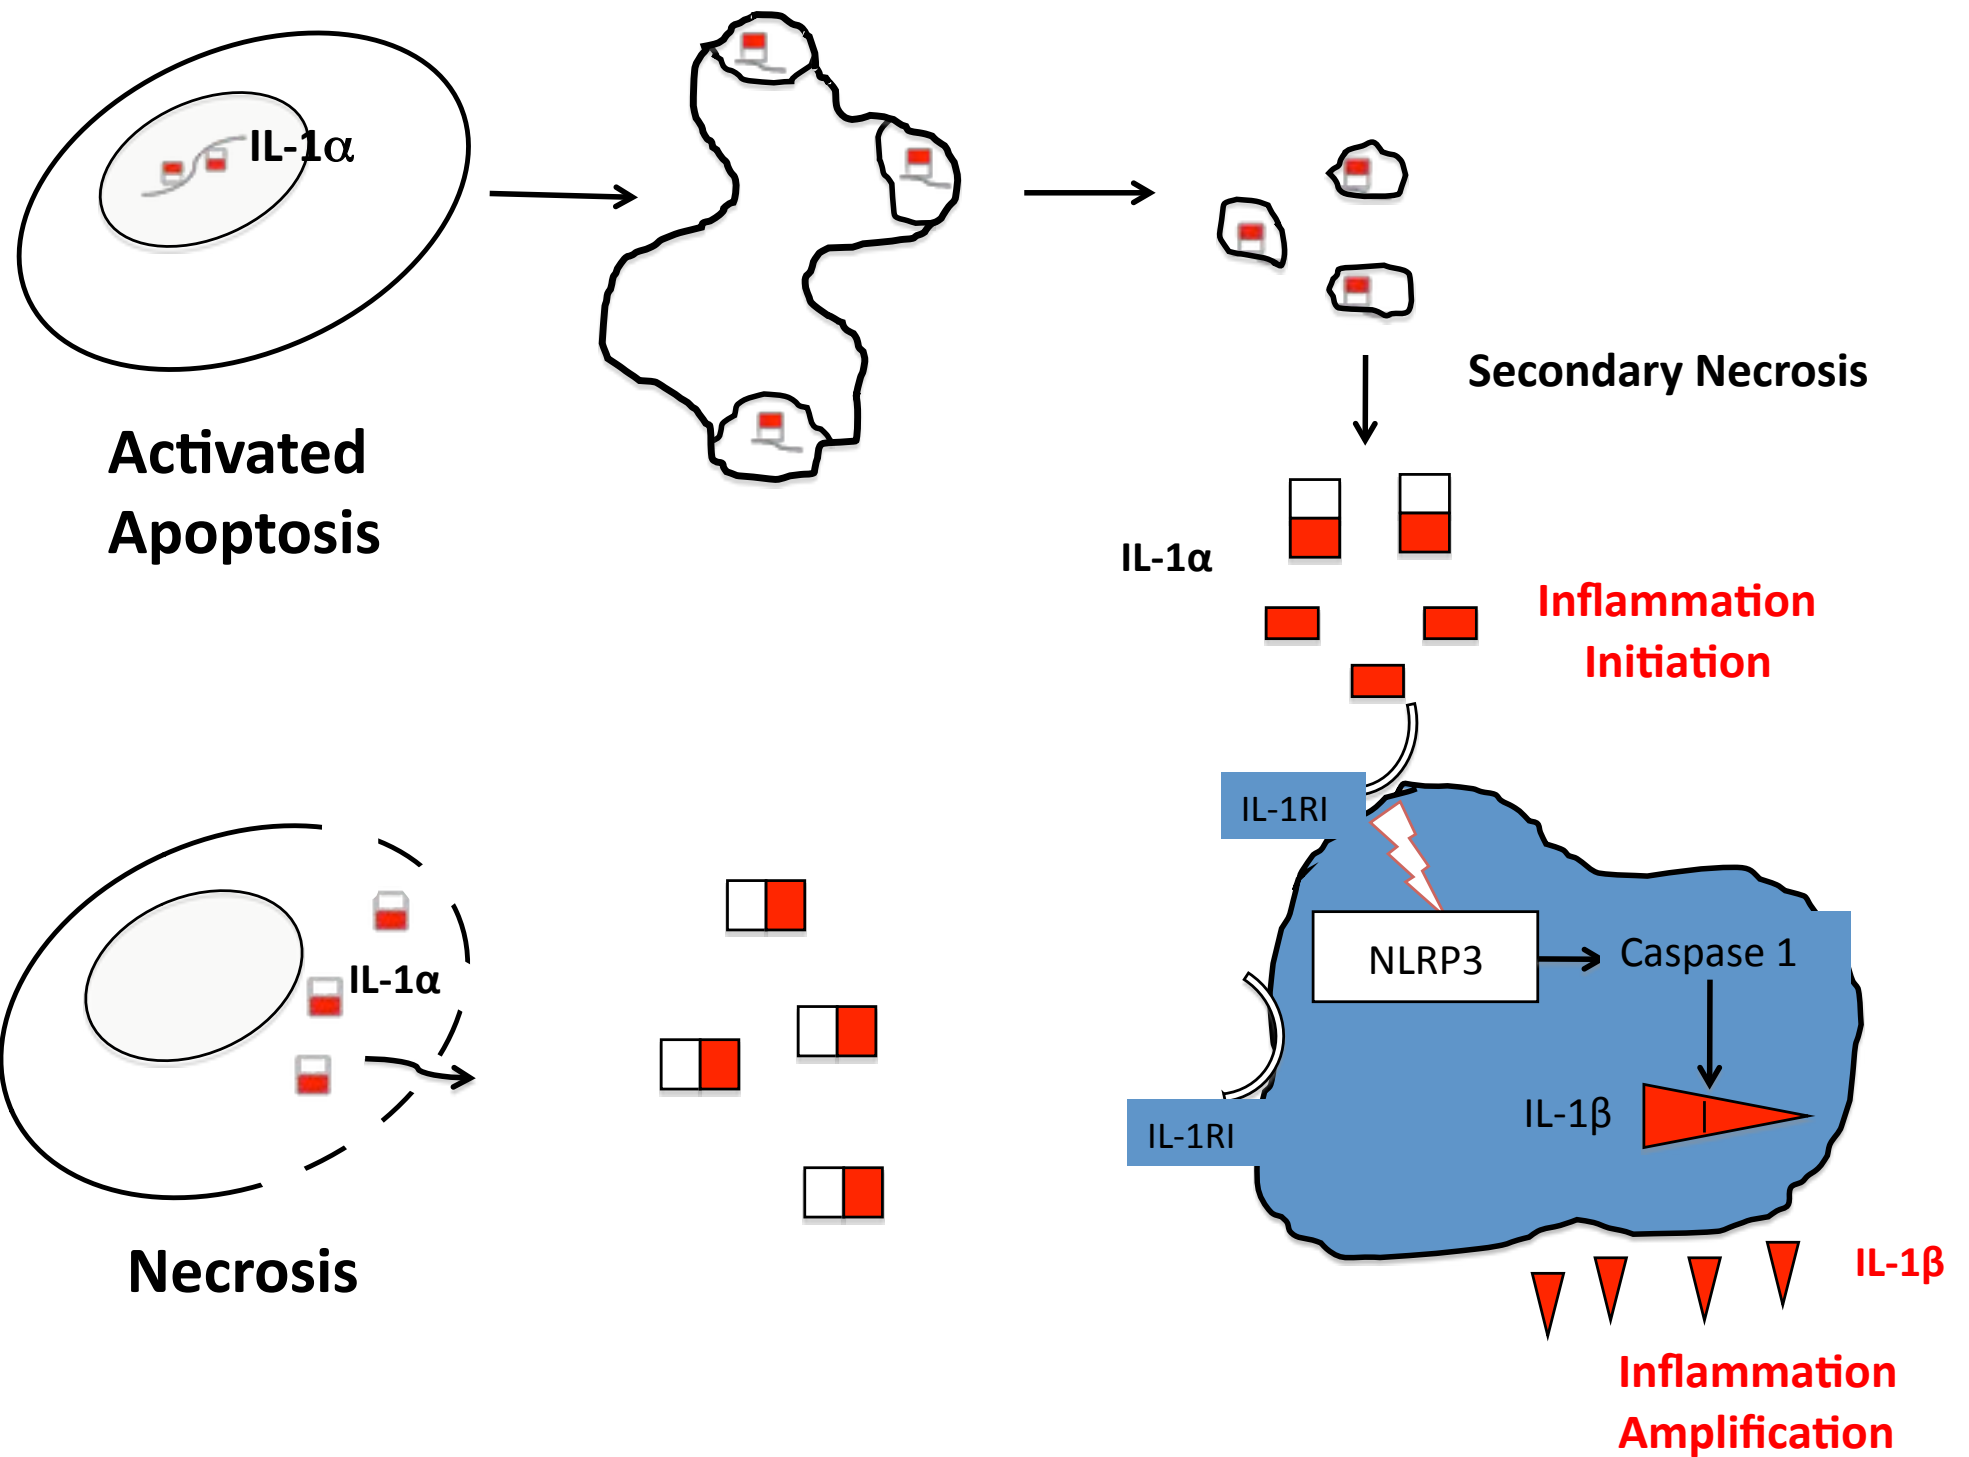 IL-1α
Activated
Apoptosis
Secondary Necrosis
IL-1α
Inflammation
Initiation
IL-1RI
NLRP3
Caspase 1
IL-1α
IL-1β
IL-1RI
Necrosis
IL-1β
Inflammation
Amplification